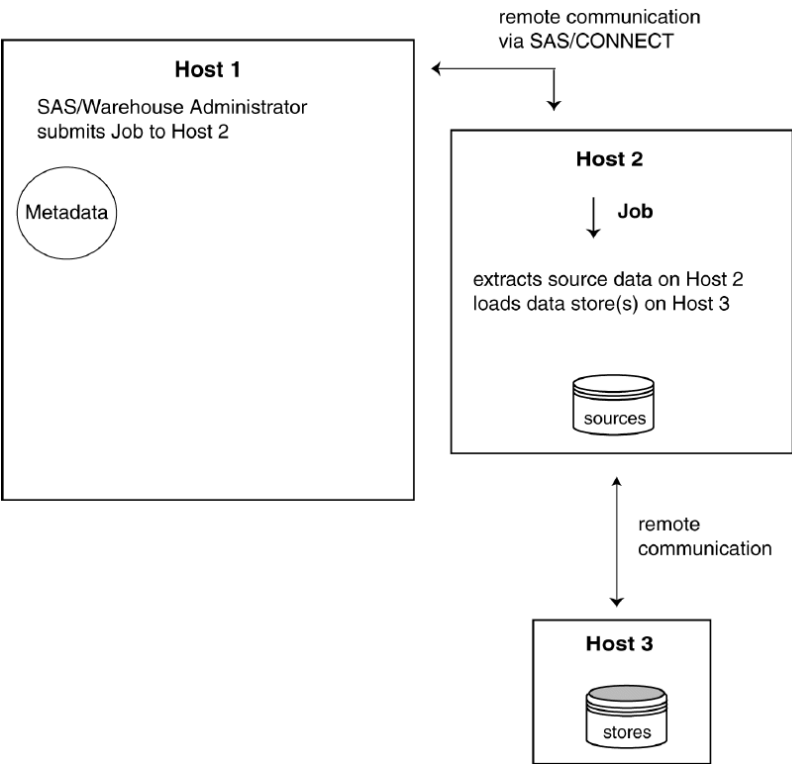 remote communication
via SAS/CONNECT
Host 1
SAS/Warehouse Administrator
submits Job to Host 2
Metadata
Host 2
Job
extracts source data on Host 2
loads data store(s) on Host 3
sources
remote
communication
Host 3
stores